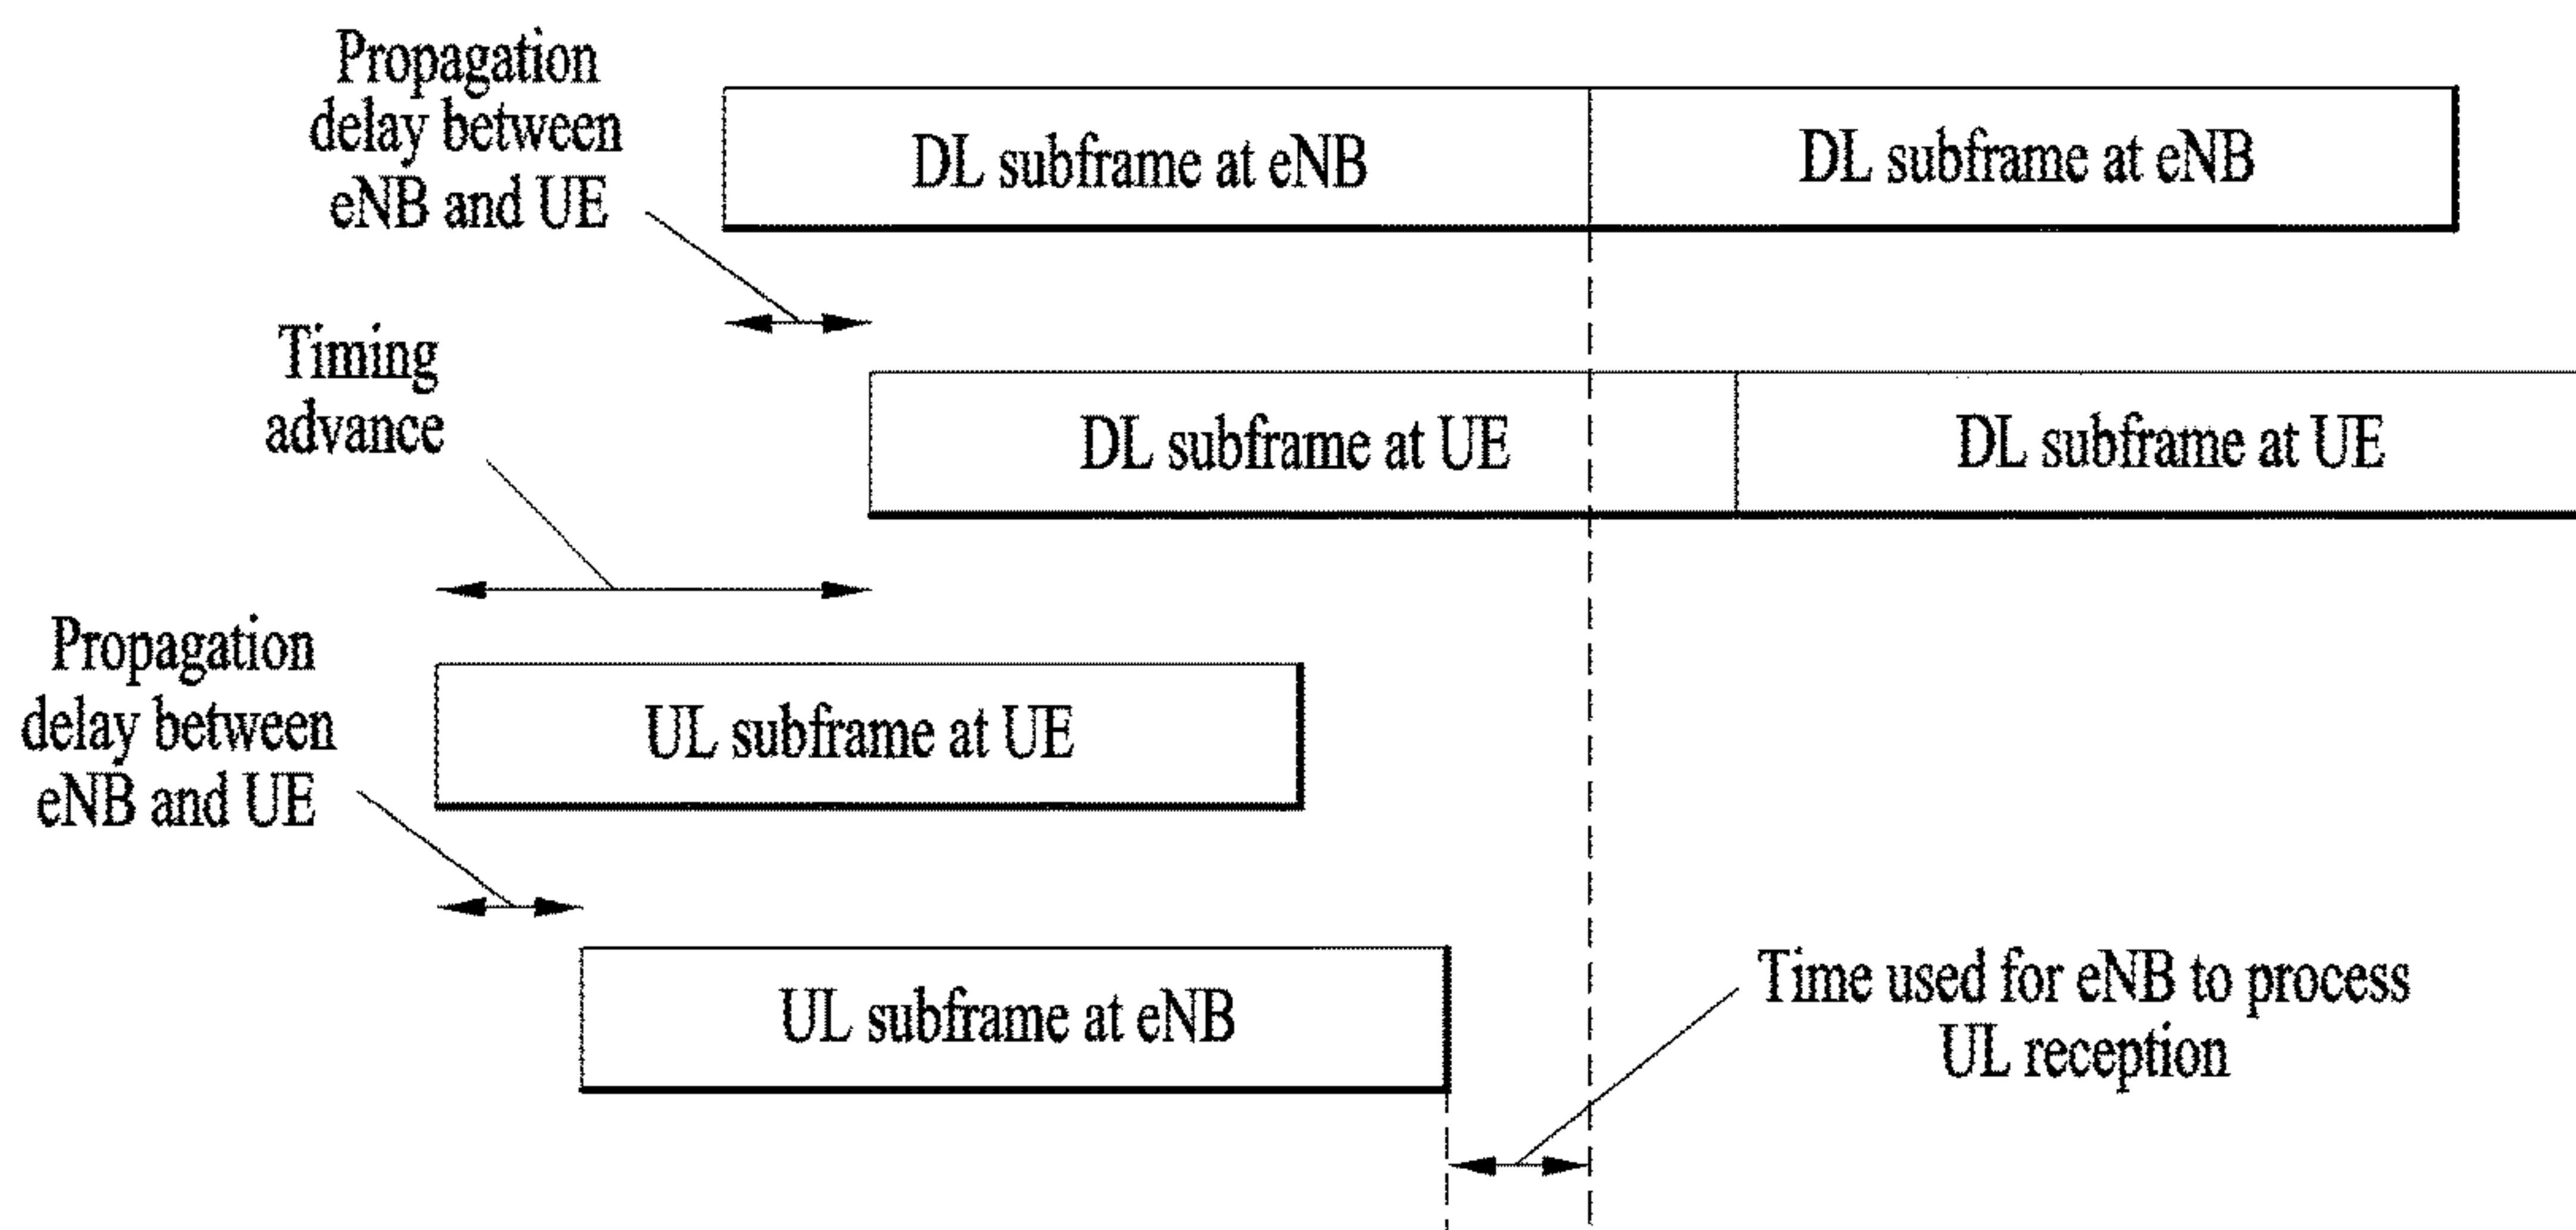 Propagation
delay between
eNB and UE
DL subframe at eNB
DL subframe at eNB
Timing
advance
DL subframe at UE
DL subframe at UE
Propagation
delay between
eNB and UE
UL subframe at UE
UL subframe at eNB
Time used for eNB to process
UL reception